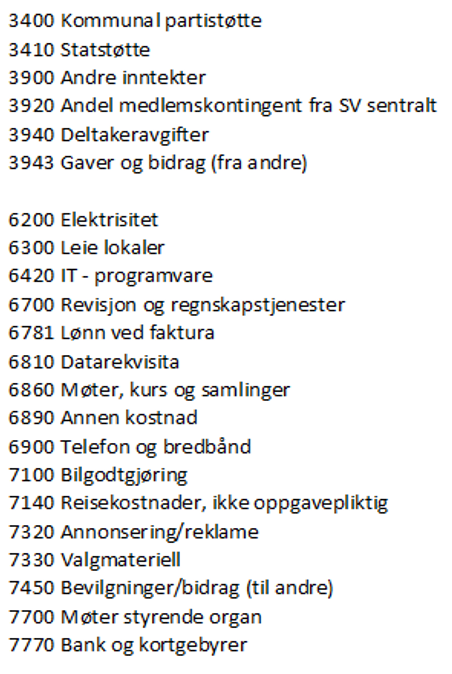 3400 Kommunal partistøtte
3410 Statstøtte
3900 Andre inntekter
3920 Andel medlemskontingent fra SV sentralt
3940 Deltakeravgifter
3943 Gaver og bidrag (fra andre)
6200 Elektrisitet
6300 Leie lokaler
6420 IT - programvare
6700 Revisjon og regnskapstjenester
6781 Lønn ved faktura
6810 Datarekvisita
6860 Møter, kurs og samlinger
6890 Annen kostnad
6900 Telefon og bredbånd
7100 Bilgodtgjøring
7140 Reisekostnader, ikke oppgavepliktig
7320 Annonsering/reklame
7330 Valgmateriell
7450 Bevilgninger/bidrag (til andre)
7700 Møter styrende organ
7770 Bank og kortgebyrer